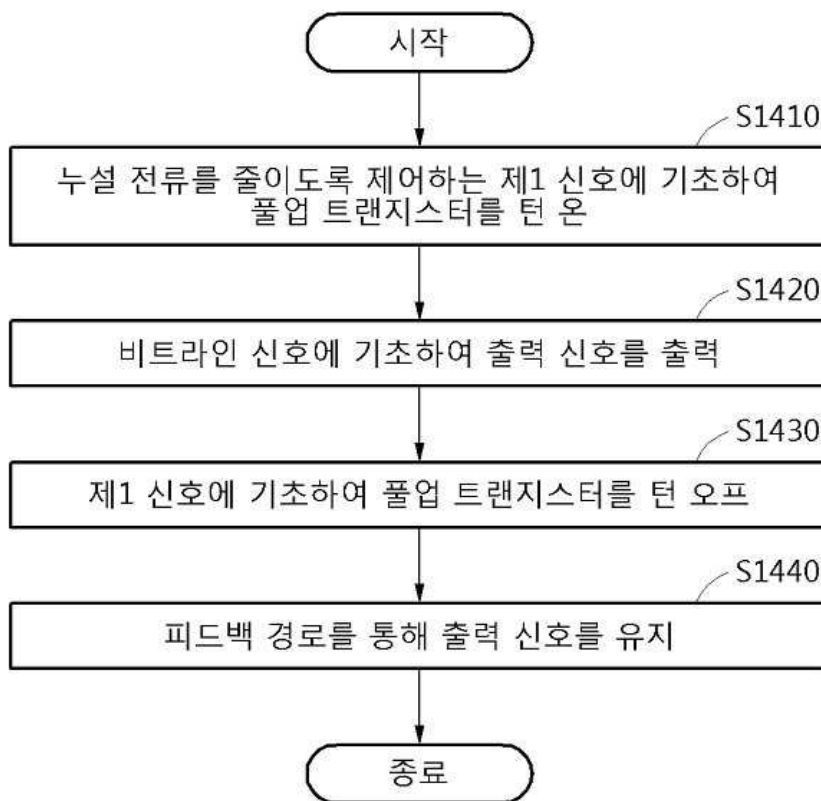 시작
S1410
누설 전류를 줄이도록 제어하는 제1 신호에 기초하여
풀업 트랜지스터를 턴 온
S1420
비트라인 신호에 기초하여 출력 신호를 출력
S1430
제1 신호에 기초하여 풀업 트랜지스터를 턴 오프
S1440
피드백 경로를 통해 출력 신호를 유지
종료